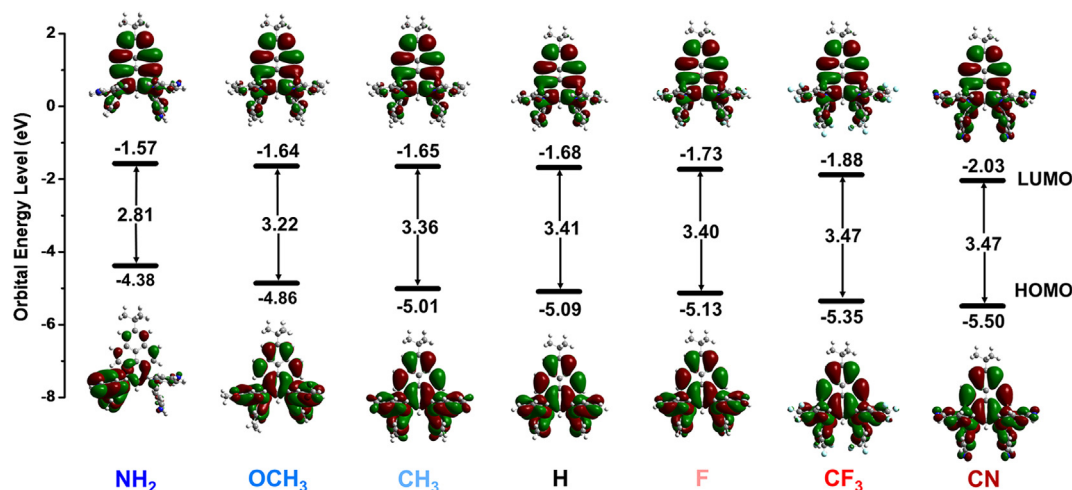 Orbital Energy Level (eV)
2
0
-2
-4
-6
-8
-1.57
-1.64
-1.65
-1.68
-1.73
-1.88
-2.03
LUMO
2.81
3.22
3.36
3.41
3.40
3.47
3.47
-4.38
-4.86
-5.01
-5.09
-5.13
-5.35
-5.50
HOMO
NH₂
OCH₃
CH₃
H
F
CF₃
CN